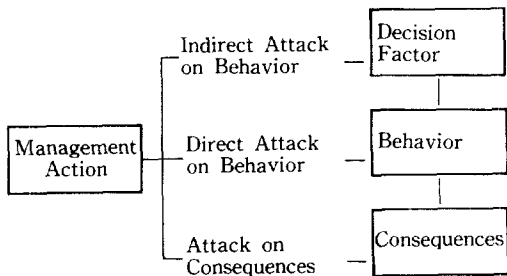 Indirect Attack
on Behavior
Decision
Factor
Management
Action
Direct Attack
on Behavior
Behavior
Attack on
Consequences
Consequences